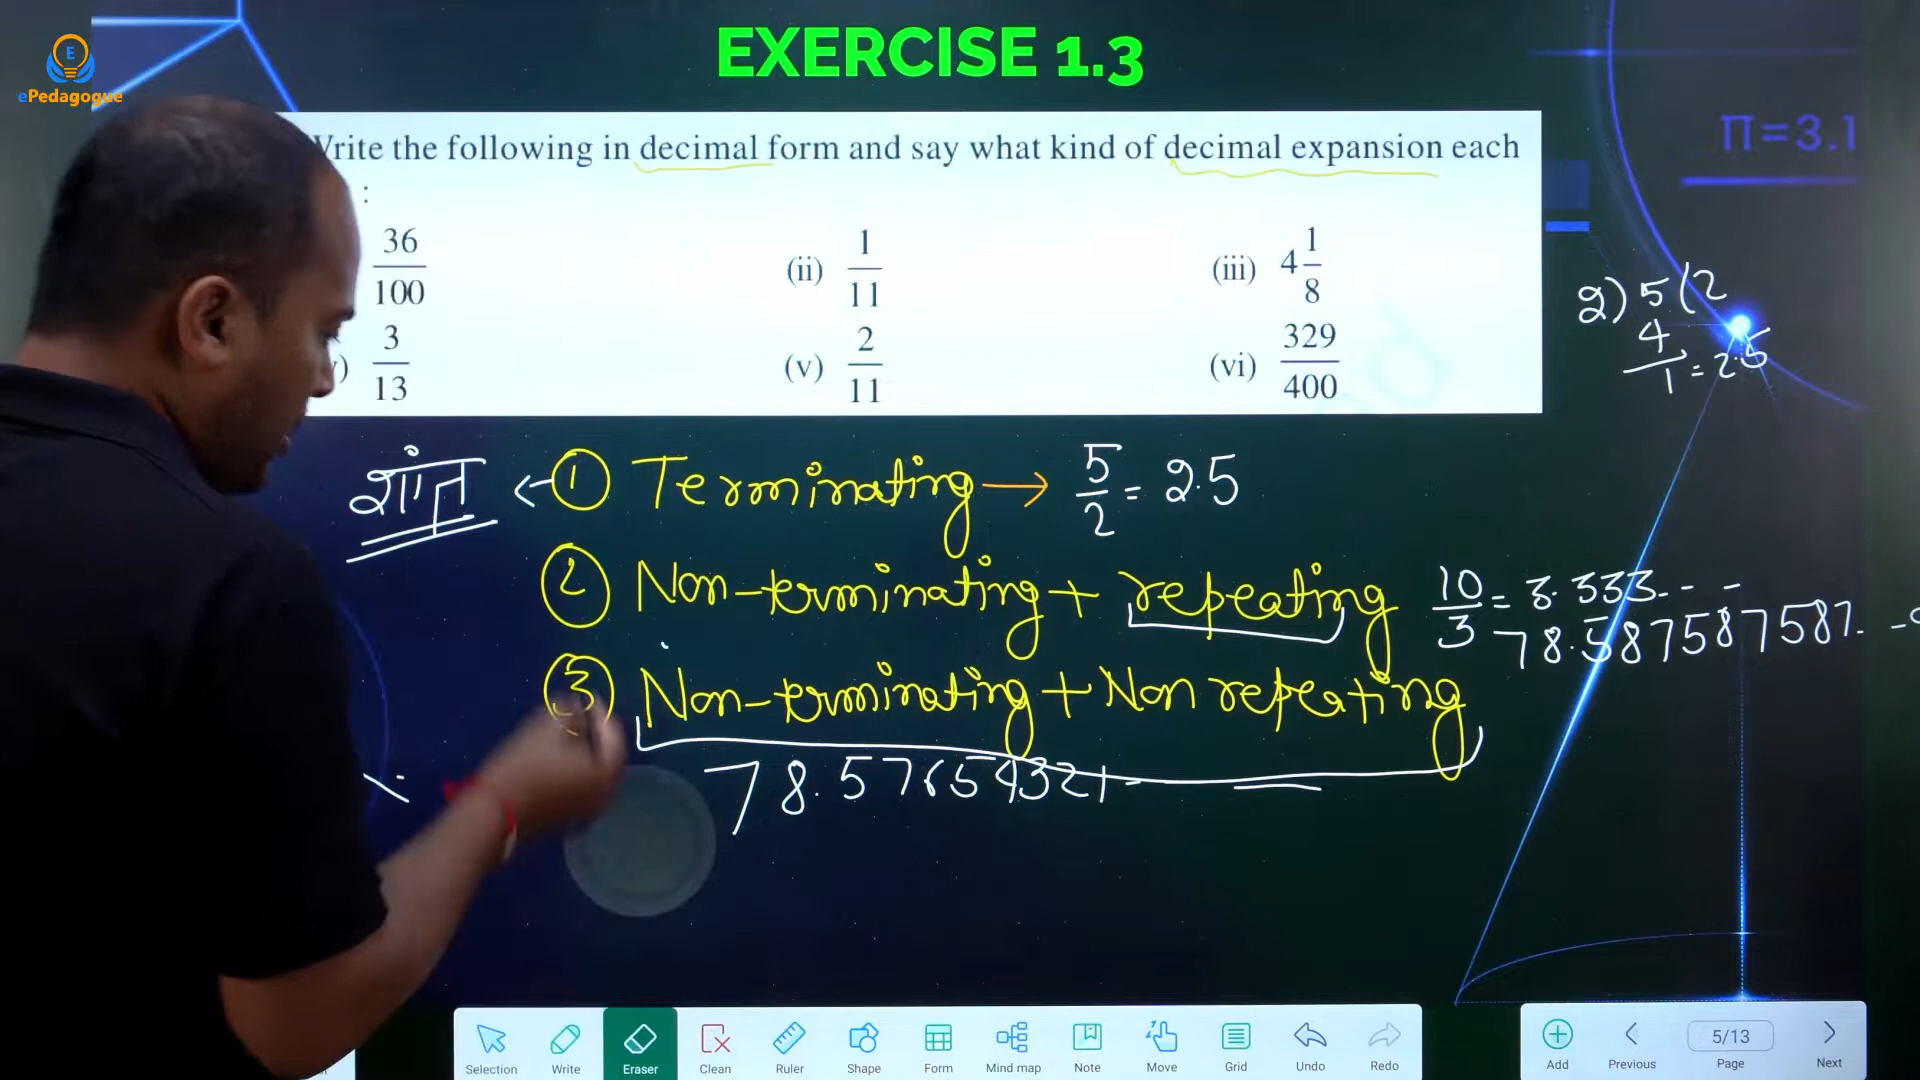 EXERCISE 1.3
E
ePedagogue
Write the following in decimal form and say what kind of decimal expansion each
:
Π=3.1
36/100 (ii) 1/11 (iii) 4 1/8
) 3/13 (v) 2/11 (vi) 329/400
2) 5 (2
4
1 = 2.5
शांत ← 1 Terminating → 5/2 = 2.5
2 Non-terminating + repeating 10/3 = 3.333- - -
78.587587587- -
3 Non-terminating + Non repeating
78.57654321-
Selection Write Eraser Clean Ruler Shape Form Mind map Note Move Grid Undo Redo
Add Previous 5/13 Page Next